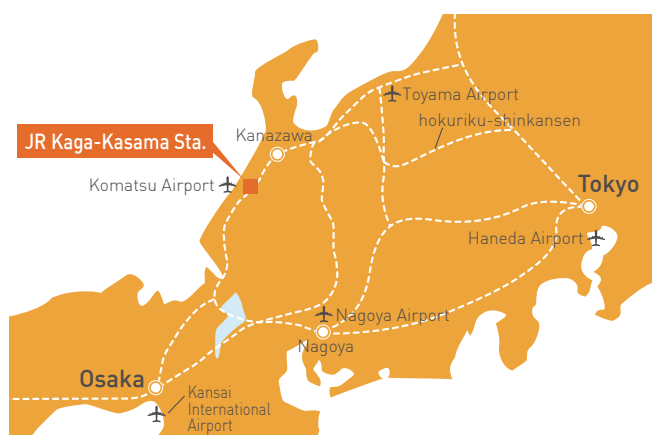 Toyama Airport
hokuriku-shinkansen
Kanazawa
JR Kaga-Kasama Sta.
Komatsu Airport
Tokyo
Haneda Airport
Nagoya Airport
Nagoya
Osaka
Kansai
International
Airport